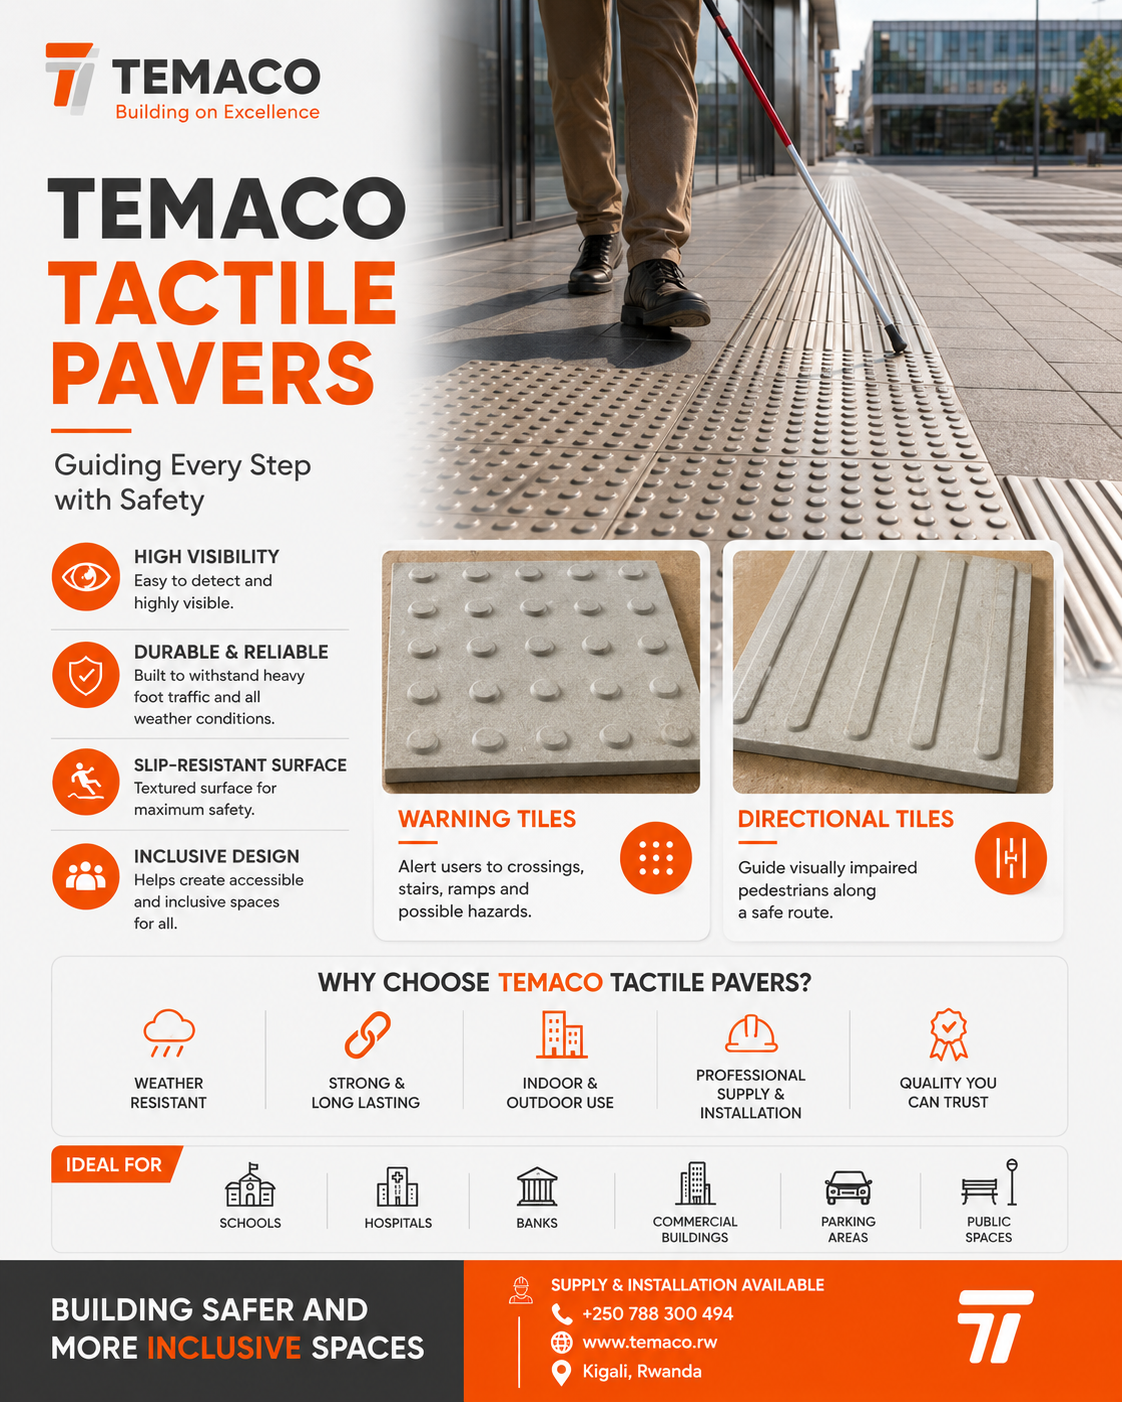 TEMACO
Building on Excellence
TEMACO
TACTILE
PAVERS
Guiding Every Step
with Safety
HIGH VISIBILITY
Easy to detect and
highly visible.
DURABLE & RELIABLE
Built to withstand heavy
foot traffic and all
weather conditions.
SLIP-RESISTANT SURFACE
Textured surface for
maximum safety.
INCLUSIVE DESIGN
Helps create accessible
and inclusive spaces
for all.
WARNING TILES
Alert users to crossings,
stairs, ramps and
possible hazards.
DIRECTIONAL TILES
Guide visually impaired
pedestrians along
a safe route.
WHY CHOOSE TEMACO TACTILE PAVERS?
WEATHER
RESISTANT
STRONG &
LONG LASTING
INDOOR &
OUTDOOR USE
PROFESSIONAL
SUPPLY &
INSTALLATION
QUALITY YOU
CAN TRUST
IDEAL FOR
SCHOOLS
HOSPITALS
BANKS
COMMERCIAL
BUILDINGS
PARKING
AREAS
PUBLIC
SPACES
BUILDING SAFER AND
MORE INCLUSIVE SPACES
SUPPLY & INSTALLATION AVAILABLE
+250 788 300 494
www.temaco.rw
Kigali, Rwanda